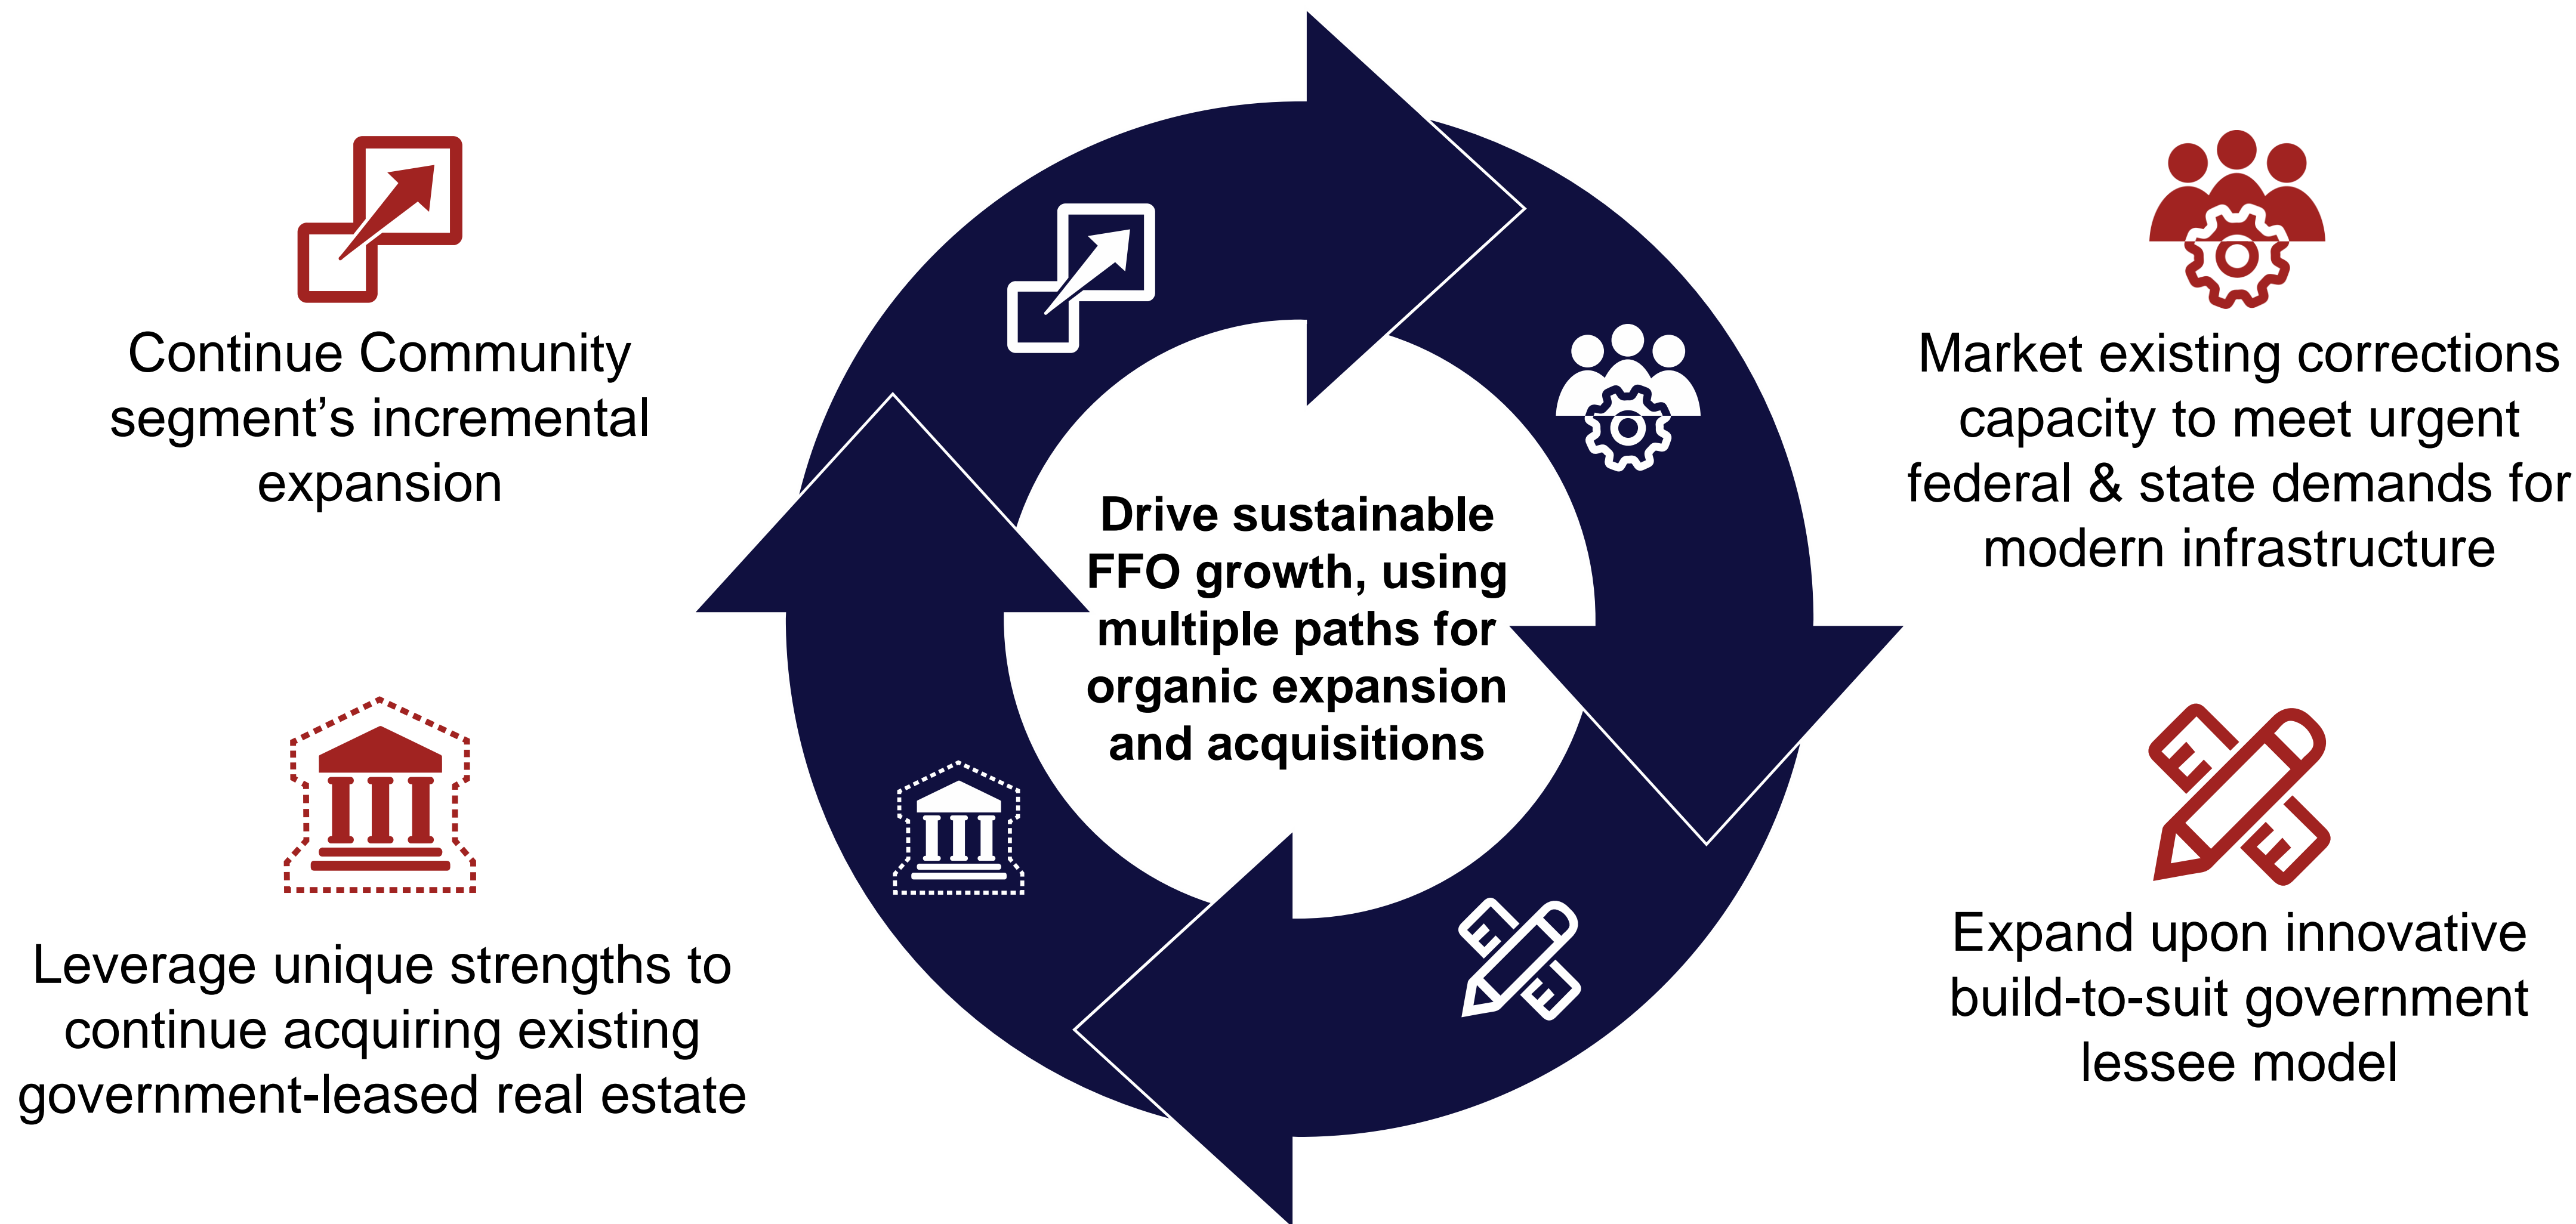 Continue Community
segment’s incremental
expansion
Market existing corrections
capacity to meet urgent
federal & state demands for
modern infrastructure
Drive sustainable
FFO growth, using
multiple paths for
organic expansion
and acquisitions
Leverage unique strengths to
continue acquiring existing
government-leased real estate
Expand upon innovative
build-to-suit government
lessee model